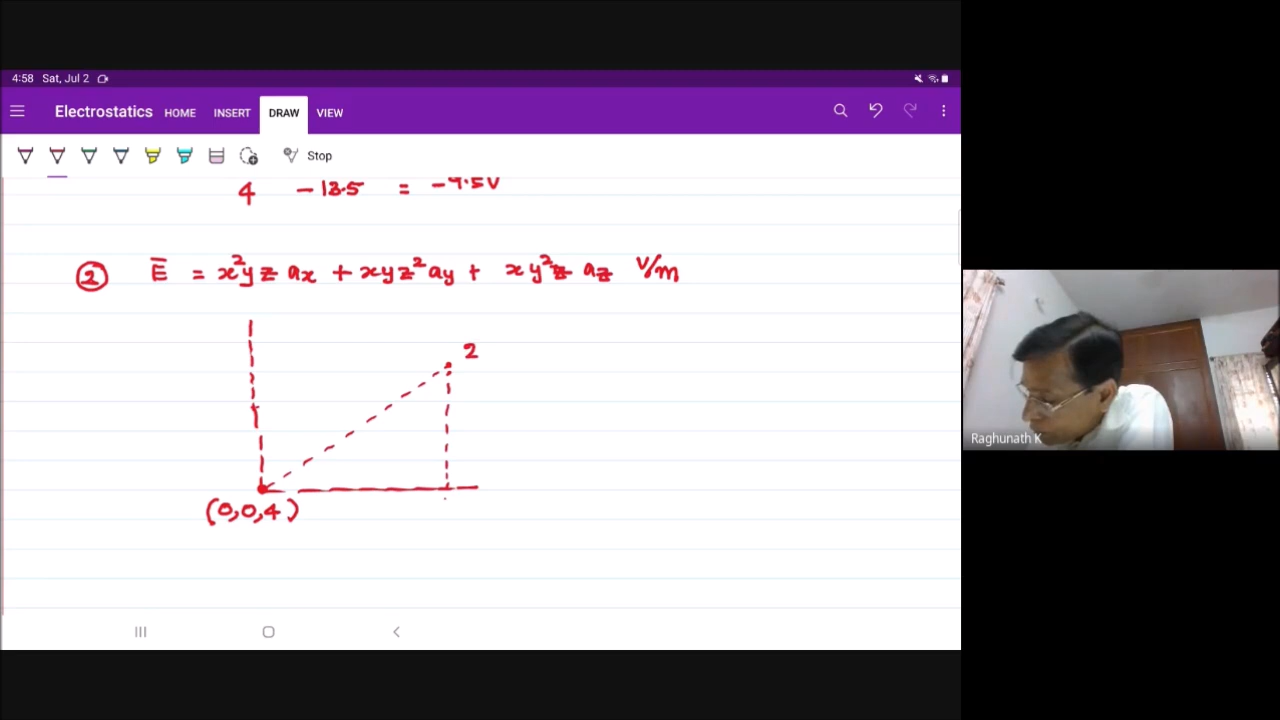 4:58 Sat, Jul 2
Electrostatics HOME INSERT DRAW VIEW
Stop
4 - 13.5 = -9.5V
② E̅ = x²yz ax + xyz² ay + xy²z az V/m
2
(0,0,4)
Raghunath K